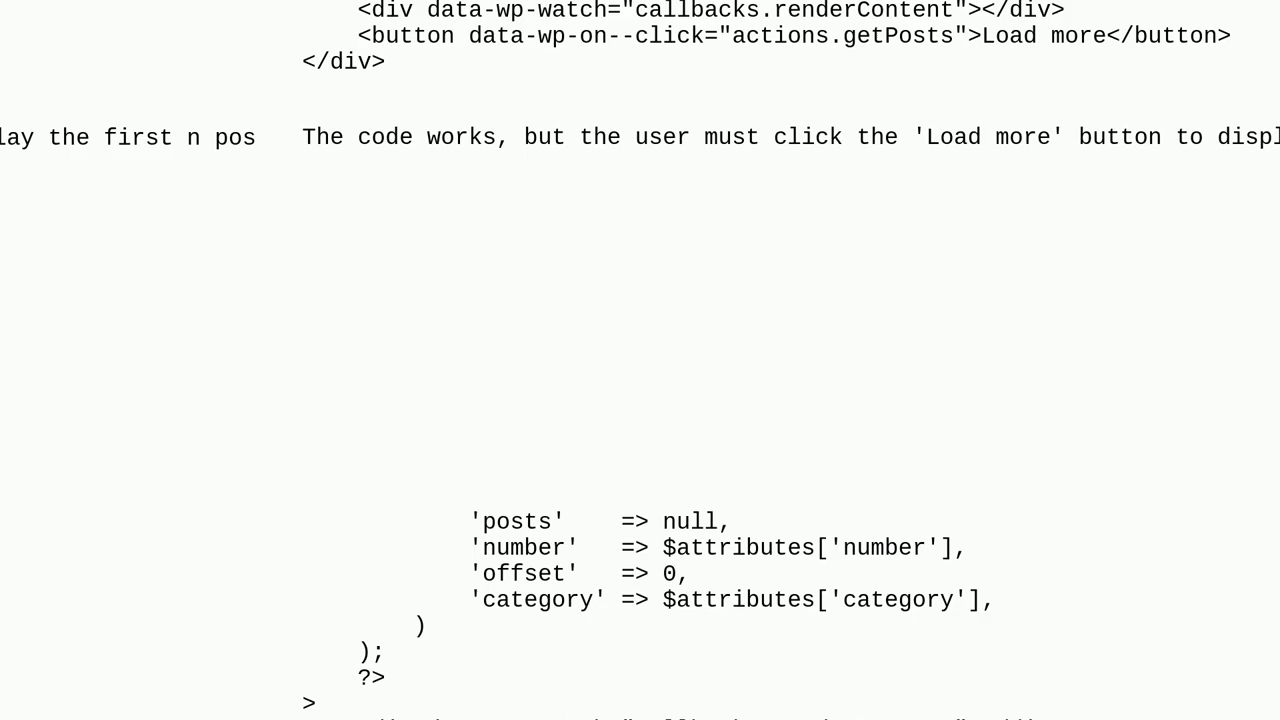 <div data-wp-watch="callbacks.renderContent"></div>
<button data-wp-on--click="actions.getPosts">Load more</button>
</div>
lay the first n pos The code works, but the user must click the 'Load more' button to displ
'posts' => null,
'number' => $attributes['number'],
'offset' => 0,
'category' => $attributes['category'],
)
);
?>
>